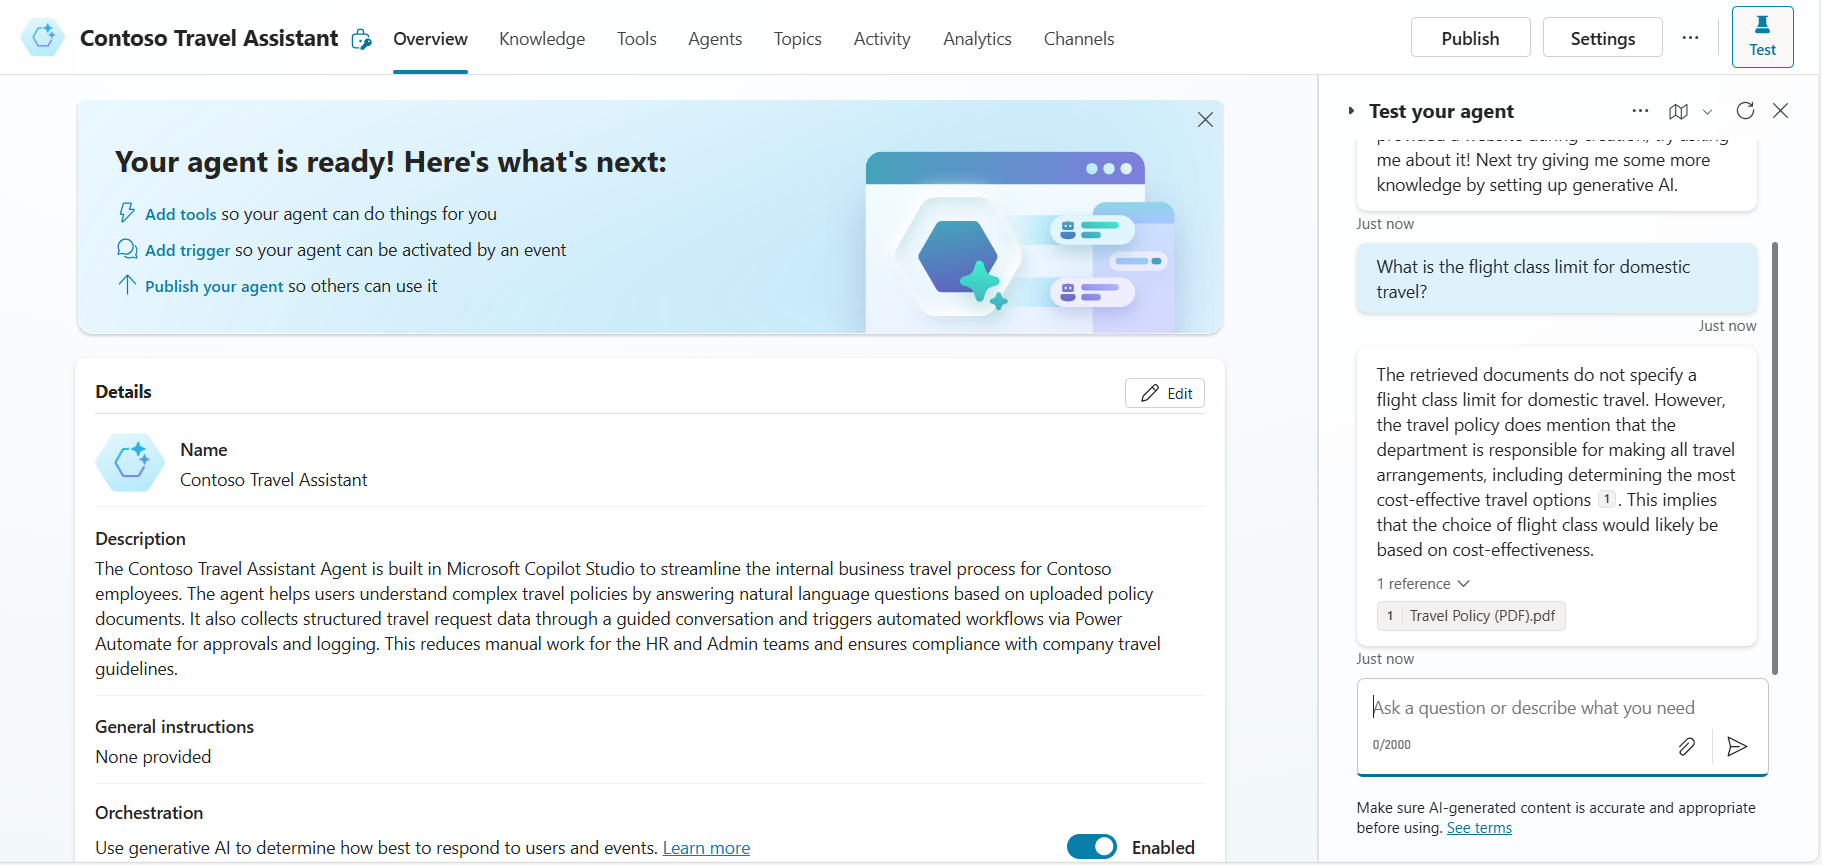 Contoso Travel Assistant
Overview
Knowledge
Tools
Agents
Topics
Activity
Analytics
Channels
Publish
Settings
Test
Your agent is ready! Here's what's next:
Add tools so your agent can do things for you
Add trigger so your agent can be activated by an event
Publish your agent so others can use it
Details
Edit
Name
Contoso Travel Assistant
Description
The Contoso Travel Assistant Agent is built in Microsoft Copilot Studio to streamline the internal business travel process for Contoso
employees. The agent helps users understand complex travel policies by answering natural language questions based on uploaded policy
documents. It also collects structured travel request data through a guided conversation and triggers automated workflows via Power
Automate for approvals and logging. This reduces manual work for the HR and Admin teams and ensures compliance with company travel
guidelines.
General instructions
None provided
Orchestration
Use generative AI to determine how best to respond to users and events. Learn more
Enabled
Test your agent
provided a website during creation, try asking
me about it! Next try giving me some more
knowledge by setting up generative AI.
Just now
What is the flight class limit for domestic
travel?
Just now
The retrieved documents do not specify a
flight class limit for domestic travel. However,
the travel policy does mention that the
department is responsible for making all travel
arrangements, including determining the most
cost-effective travel options 1. This implies
that the choice of flight class would likely be
based on cost-effectiveness.
1 reference
1 Travel Policy (PDF).pdf
Just now
Ask a question or describe what you need
0/2000
Make sure AI-generated content is accurate and appropriate
before using. See terms